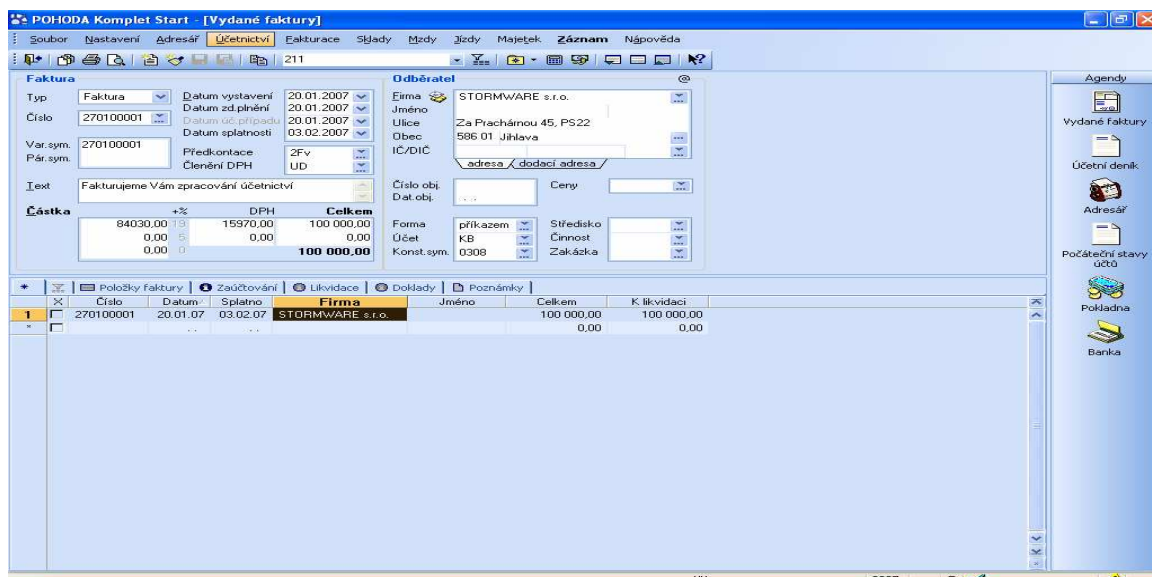 POHODA Komplet Start - [Vydané faktury]
Soubor Nastavení Adresář Účetnictví Fakturace Sklady Mzdy Jízdy Majetek Záznam Nápověda
211
Faktura
Typ Faktura
Číslo 270100001
Var.sym. 270100001
Pár.sym.
Datum vystavení 20.01.2007
Datum zd.plnění 20.01.2007
Datum úč.případu 20.01.2007
Datum splatnosti 03.02.2007
Předkontace 2Fv
Členění DPH UD
Text Fakturujeme Vám zpracování účetnictví
Částka +% DPH Celkem
84030,00 19 15970,00 100 000,00
0,00 5 0,00 0,00
0,00 0 100 000,00
Odběratel @
Firma STORMWARE s.r.o.
Jméno
Ulice Za Prachárnou 45, PS22
Obec 586 01 Jihlava
IČ/DIČ
adresa dodací adresa
Číslo obj. Ceny
Dat.obj. . .
Forma příkazem Středisko
Účet KB Činnost
Konst.sym. 0308 Zakázka
* Položky faktury Zaúčtování Likvidace Doklady Poznámky
X Číslo Datum Splatno Firma Jméno Celkem K likvidaci
1 270100001 20.01.07 03.02.07 STORMWARE s.r.o. 100 000,00 100 000,00
* . . . . 0,00 0,00
Agendy
Vydané faktury
Účetní deník
Adresář
Počáteční stavy
účtů
Pokladna
Banka